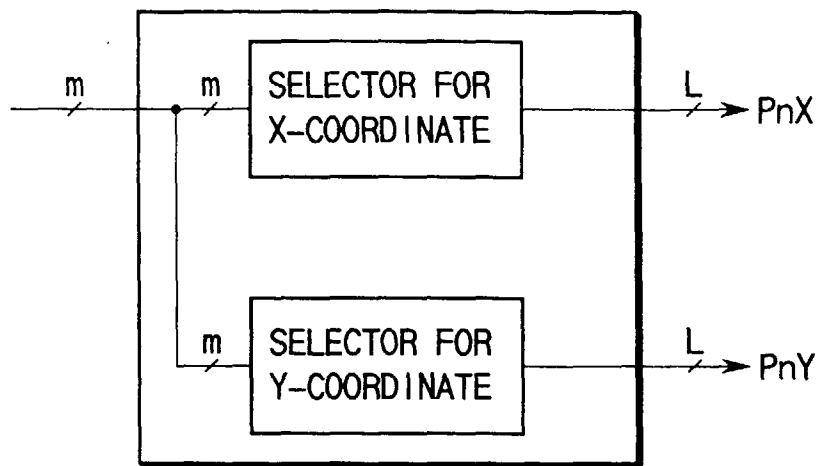 m
m
SELECTOR FOR
X-COORDINATE
L
PnX
m
SELECTOR FOR
Y-COORDINATE
L
PnY